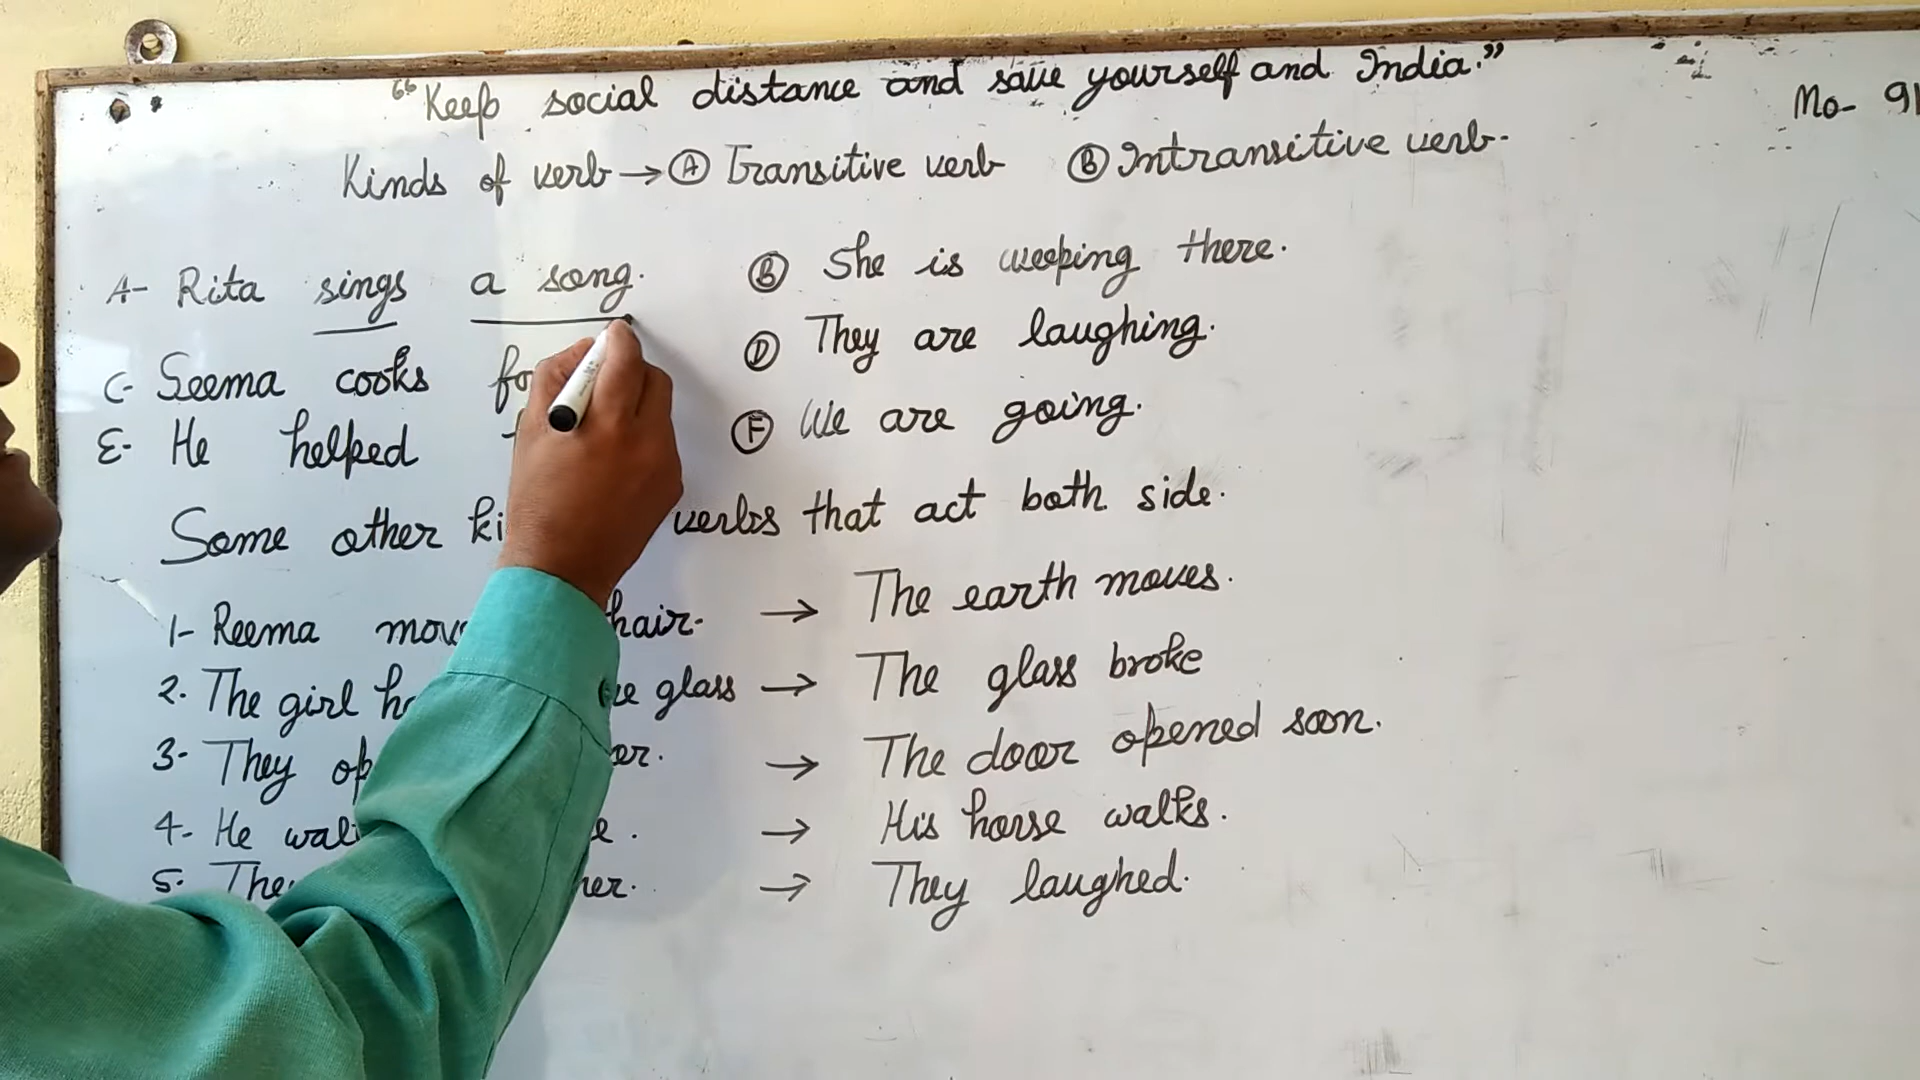 "Keep social distance and save yourself and India."
Mo- 91
Kinds of verb → Ⓐ Transitive verb Ⓑ Intransitive verb-
A- Rita sings a song.
Ⓑ She is weeping there.
C- Seema cooks
Ⓓ They are laughing.
E- He helped
Ⓕ We are going.
Some other verbs that act both side.
1- Reema → The earth moves.
2. The girl glass → The glass broke
3- They → The door opened soon.
4- He → His horse walks.
5. → They laughed.